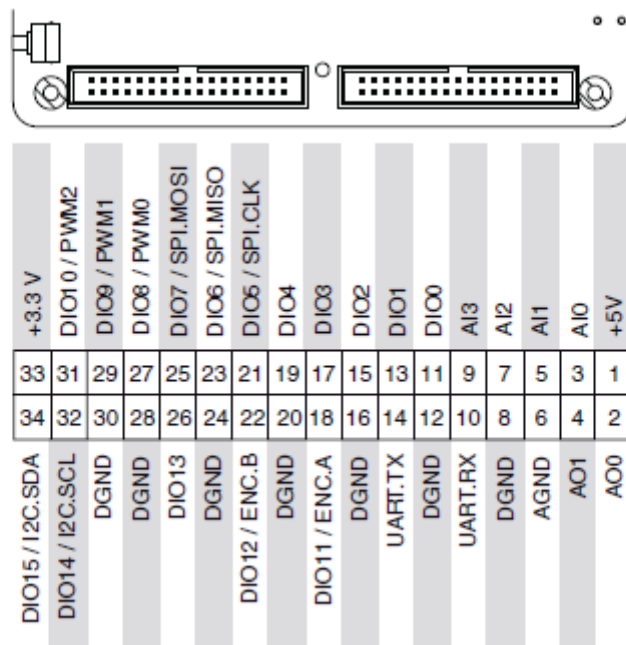 +3.3 V
DIO10 / PWM2
DIO9 / PWM1
DIO8 / PWM0
DIO7 / SPI.MOSI
DIO6 / SPI.MISO
DIO5 / SPI.CLK
DIO4
DIO3
DIO2
DIO1
DIO0
AI3
AI2
AI1
AI0
+5V
33 31 29 27 25 23 21 19 17 15 13 11 9 7 5 3 1
34 32 30 28 26 24 22 20 18 16 14 12 10 8 6 4 2
DIO15 / I2C.SDA
DIO14 / I2C.SCL
DGND
DGND
DIO13
DGND
DIO12 / ENC.B
DGND
DIO11 / ENC.A
DGND
UART.TX
DGND
UART.RX
DGND
AGND
AO1
AO0